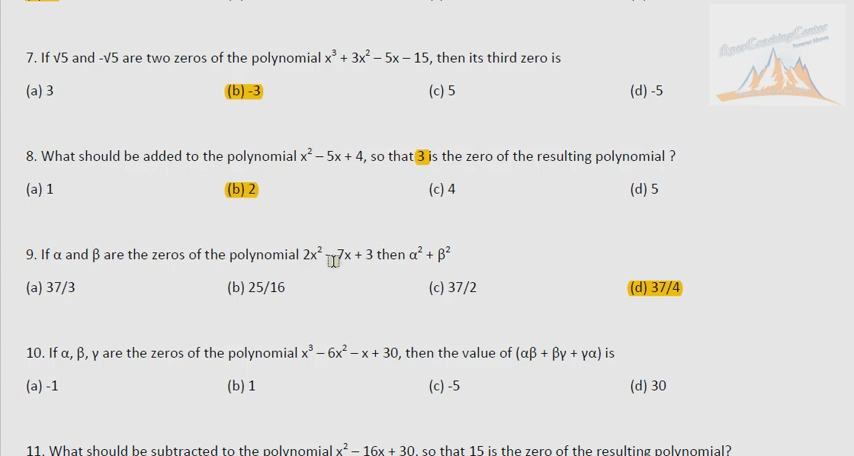 7. If √5 and -√5 are two zeros of the polynomial x³ + 3x² – 5x – 15, then its third zero is
(a) 3 (b) -3 (c) 5 (d) -5
8. What should be added to the polynomial x² – 5x + 4, so that 3 is the zero of the resulting polynomial ?
(a) 1 (b) 2 (c) 4 (d) 5
9. If α and β are the zeros of the polynomial 2x² – 7x + 3 then α² + β²
(a) 37/3 (b) 25/16 (c) 37/2 (d) 37/4
10. If α, β, γ are the zeros of the polynomial x³ – 6x² – x + 30, then the value of (αβ + βγ + γα) is
(a) -1 (b) 1 (c) -5 (d) 30
11. What should be subtracted to the polynomial x² – 16x + 30, so that 15 is the zero of the resulting polynomial?